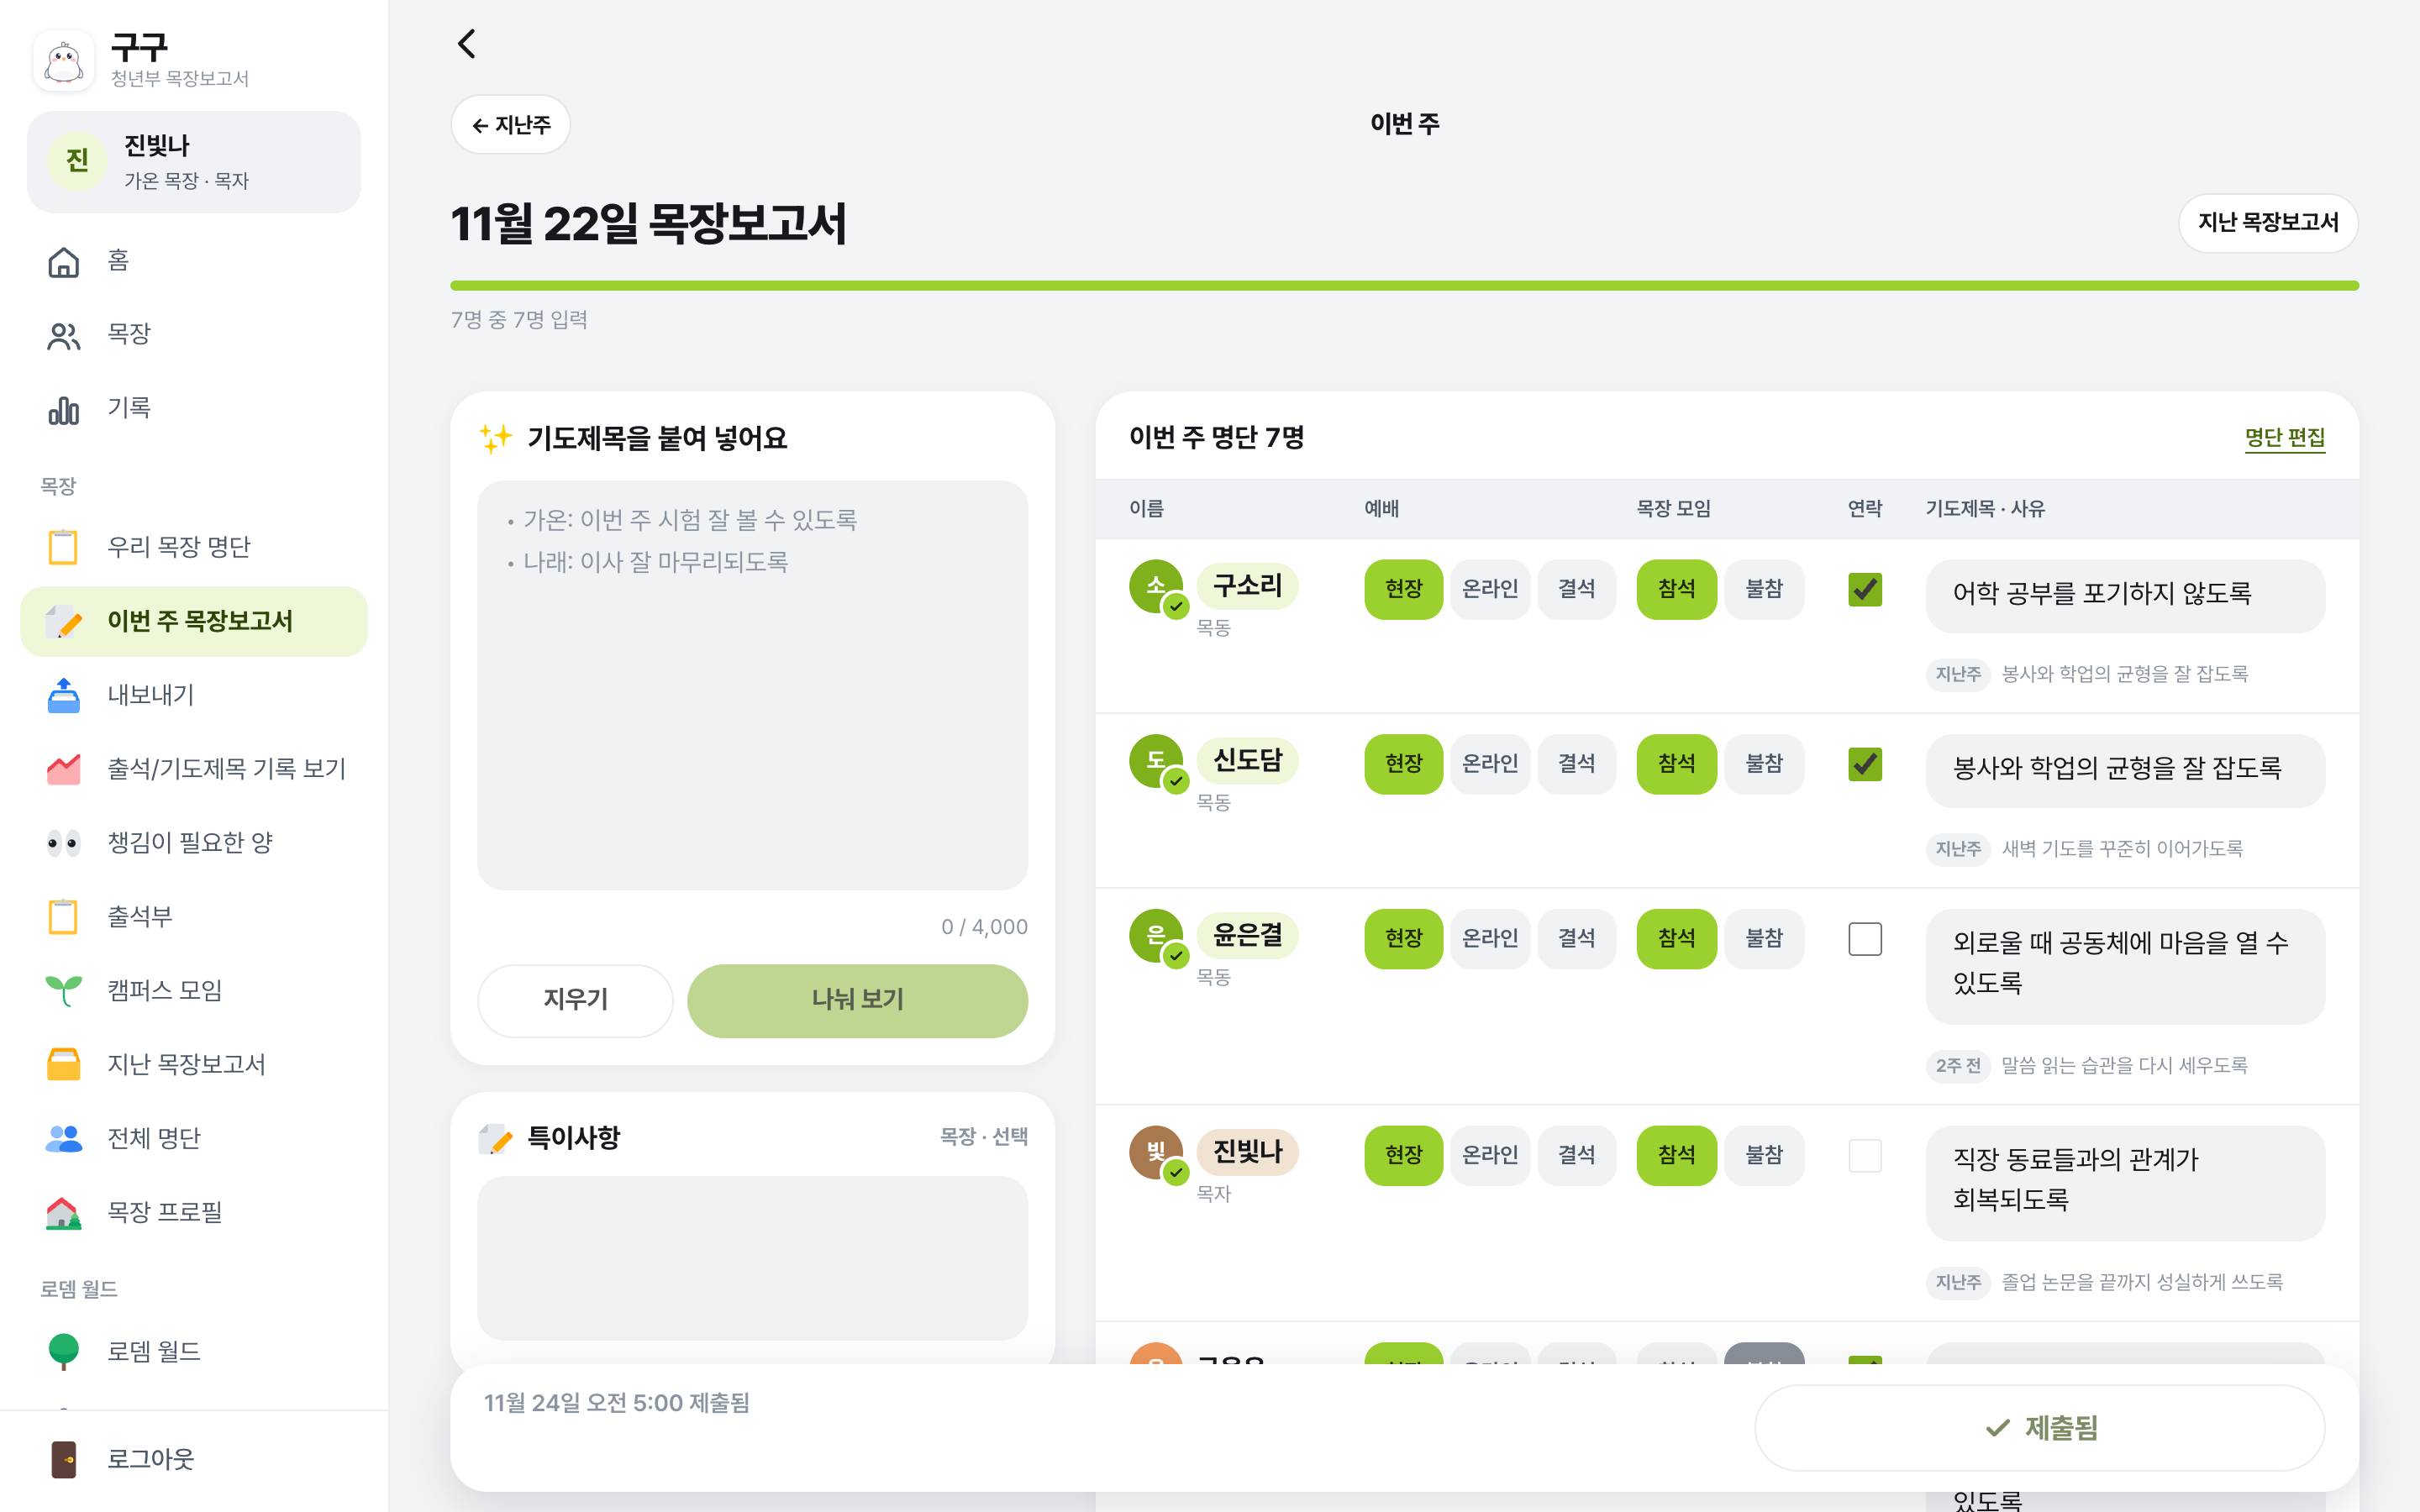 구구
청년부 목장보고서
진
진빛나
가온 목장 · 목자
홈
목장
기록
목장
우리 목장 명단
이번 주 목장보고서
내보내기
출석/기도제목 기록 보기
챙김이 필요한 양
출석부
캠퍼스 모임
지난 목장보고서
전체 명단
목장 프로필
로뎀 월드
로뎀 월드
로그아웃
← 지난주
이번 주
11월 22일 목장보고서
지난 목장보고서
7명 중 7명 입력
✨ 기도제목을 붙여 넣어요
• 가온: 이번 주 시험 잘 볼 수 있도록
• 나래: 이사 잘 마무리되도록
0 / 4,000
지우기
나눠 보기
특이사항
목장 · 선택
이번 주 명단 7명
명단 편집
이름 예배 목장 모임 연락 기도제목 · 사유
소 구소리 현장 온라인 결석 참석 불참 어학 공부를 포기하지 않도록
목동
지난주 봉사와 학업의 균형을 잘 잡도록
도 신도담 현장 온라인 결석 참석 불참 봉사와 학업의 균형을 잘 잡도록
목동
지난주 새벽 기도를 꾸준히 이어가도록
은 윤은결 현장 온라인 결석 참석 불참 외로울 때 공동체에 마음을 열 수
있도록
목동
2주 전 말씀 읽는 습관을 다시 세우도록
빛 진빛나 현장 온라인 결석 참석 불참 직장 동료들과의 관계가
회복되도록
목자
지난주 졸업 논문을 끝까지 성실하게 쓰도록
11월 24일 오전 5:00 제출됨
제출됨
있도록